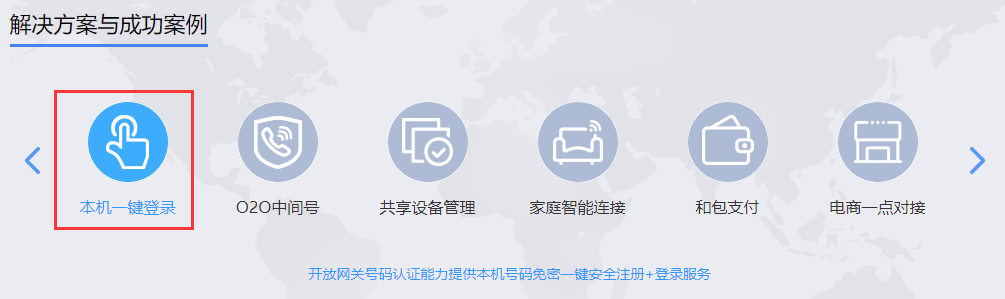 解决方案与成功案例
本机一键登录
O2O中间号
共享设备管理
家庭智能连接
和包支付
电商一点对接
开放网关号码认证能力提供本机号码免密一键安全注册+登录服务